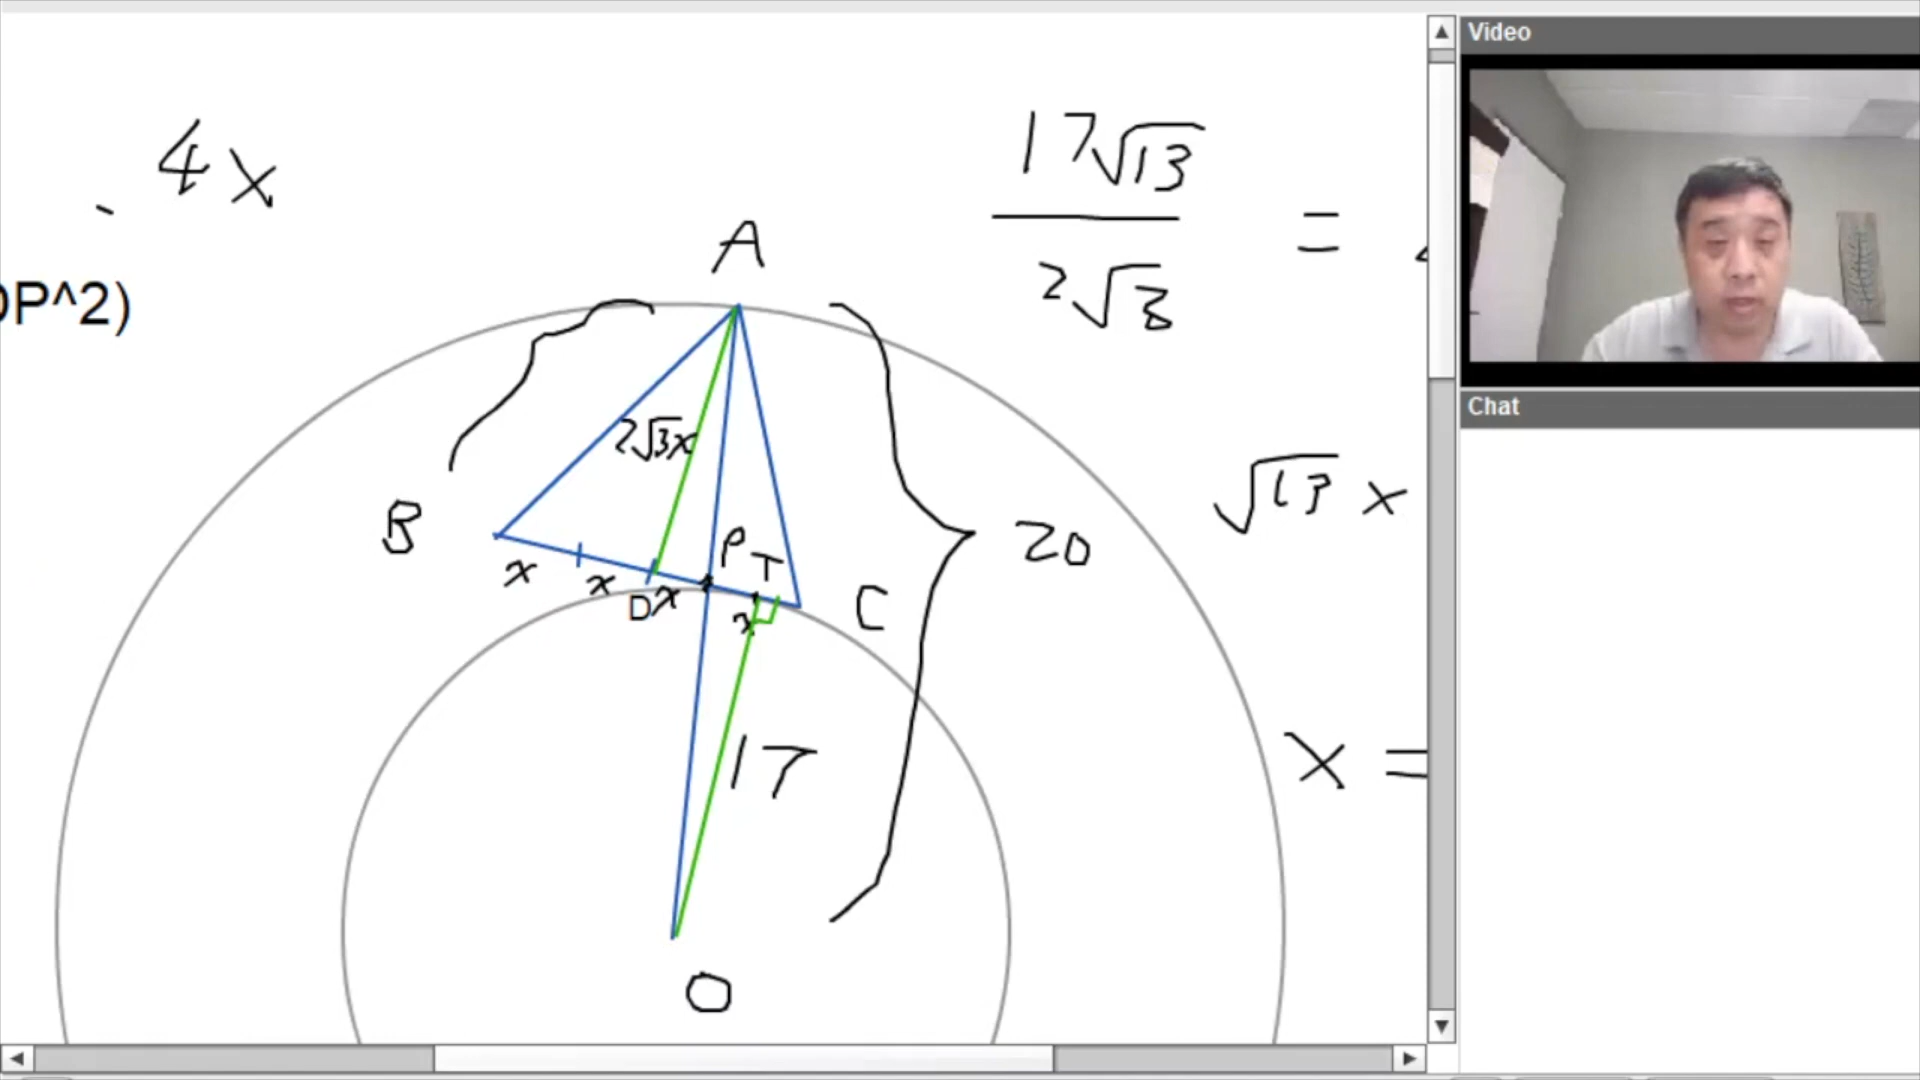 Video
4x
17√13
2√3
=
A
DP^2)
Chat
2√3x
B
P
T
20
√13 x
x
x
D
x
x
C
17
x =
O